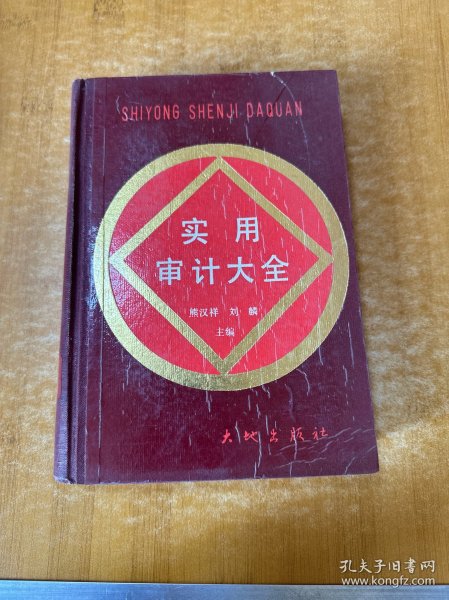 SHIYONG SHENJI DAQUAN
实用
审计大全
熊汉祥 刘麟
主编
大地出版社
孔夫子旧书网
www.kongfz.com